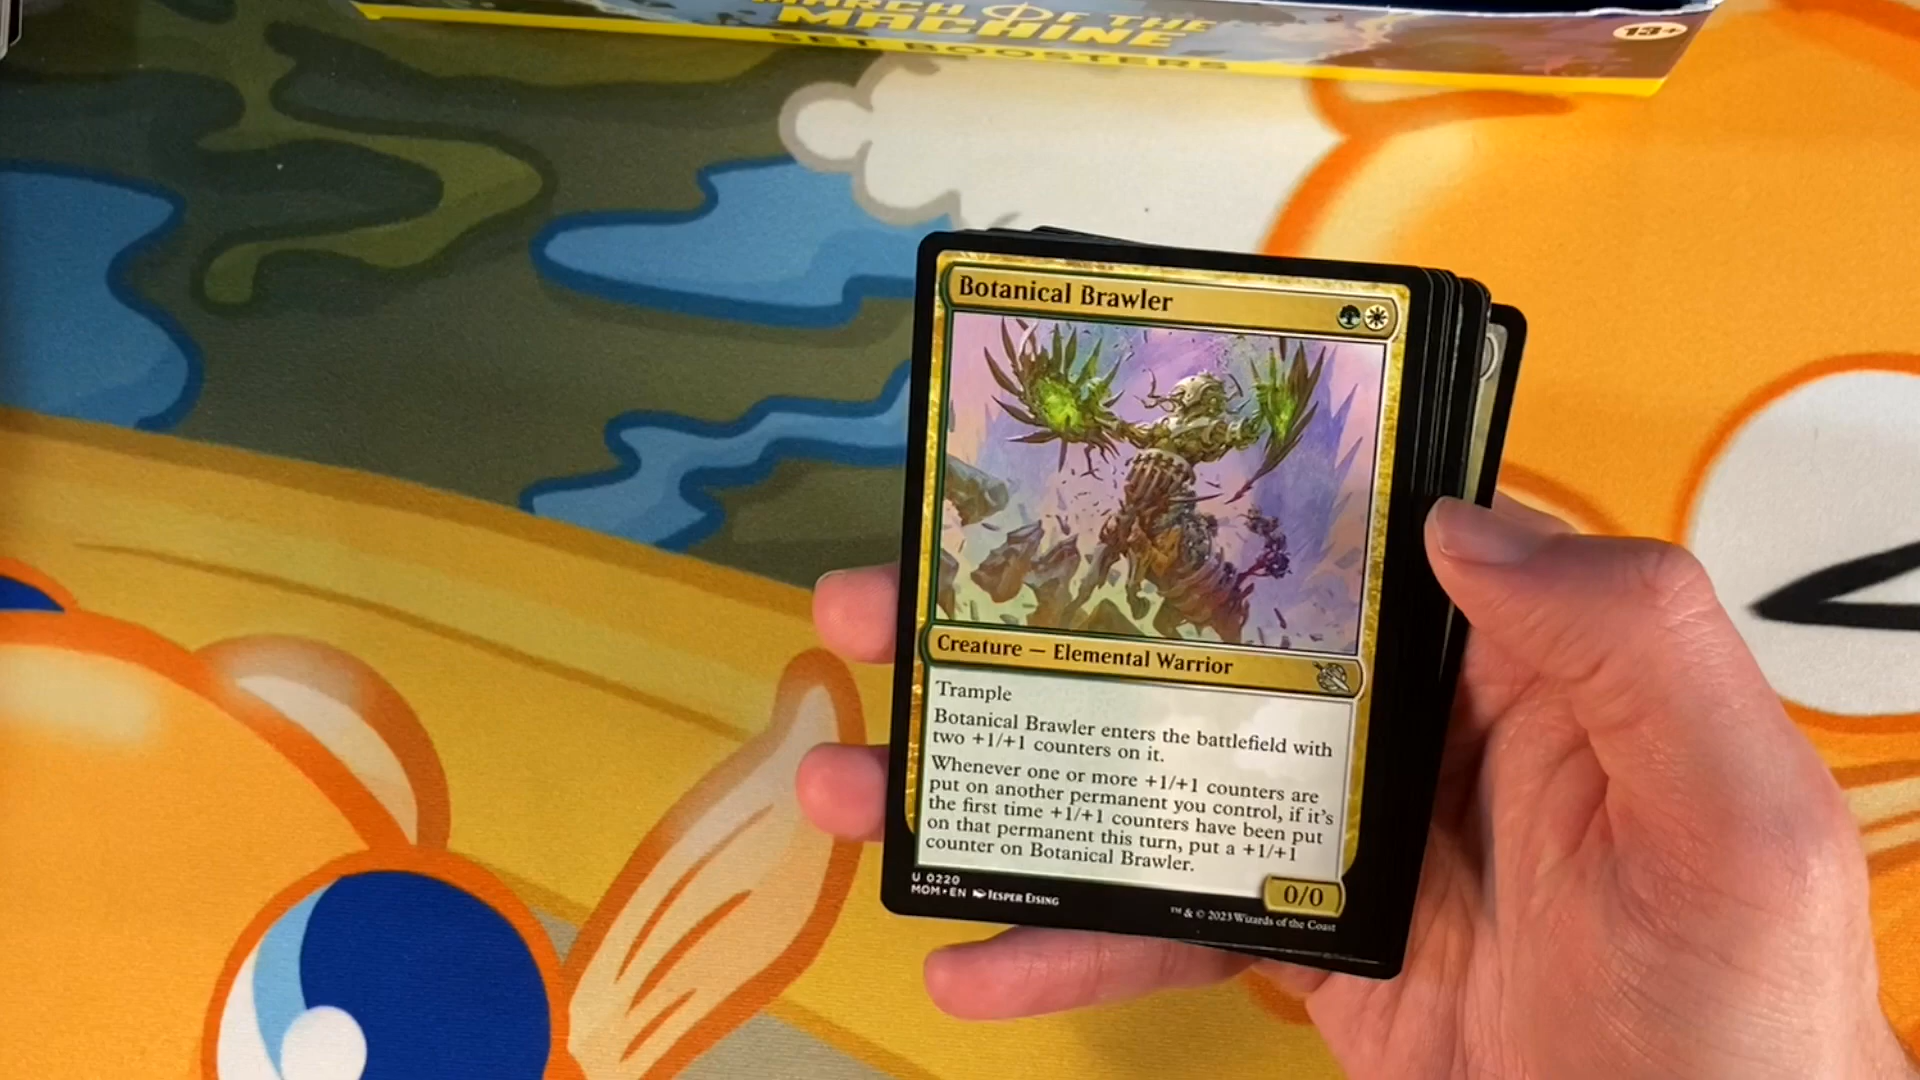 MARCH OF THE
MACHINE
SET BOOSTERS
13+
Botanical Brawler
Creature — Elemental Warrior
Trample
Botanical Brawler enters the battlefield with
two +1/+1 counters on it.
Whenever one or more +1/+1 counters are
put on another permanent you control, if it's
the first time +1/+1 counters have been put
on that permanent this turn, put a +1/+1
counter on Botanical Brawler.
0/0
U 0220
MOM • EN JESPER EJSING
™ & © 2023 Wizards of the Coast